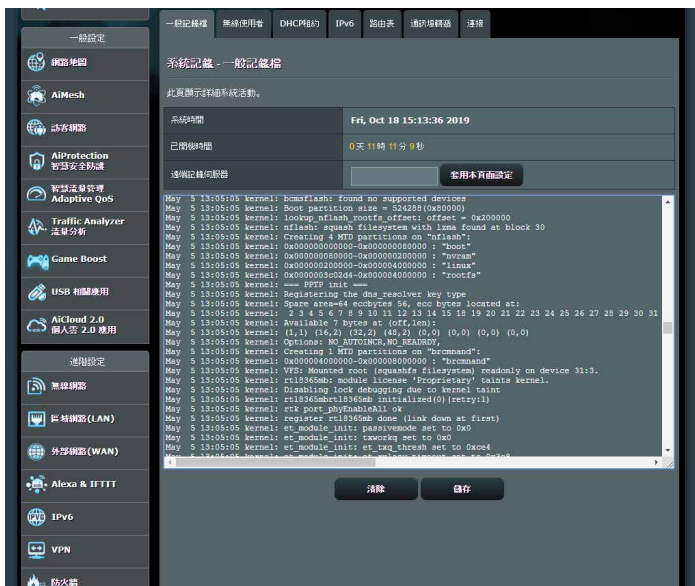 一般設定
網路地圖
AiMesh
訪客網路
AiProtection
智慧安全防護
智慧流量管理
Adaptive QoS
Traffic Analyzer
流量分析
Game Boost
USB 相關應用
AiCloud 2.0
個人雲 2.0 應用
進階設定
無線網路
區域網路(LAN)
外部網路(WAN)
Alexa & IFTTT
IPv6
VPN
防火牆
一般記錄檔 無線使用者 DHCP租約 IPv6 路由表 通訊埠轉發 連接
系統記錄 - 一般記錄檔
此頁顯示詳細系統活動。
系統時間 Fri, Oct 18 15:13:36 2019
已開機時間 0 天 11 時 11 分 9 秒
遠端記錄伺服器 套用本頁面設定
May 5 13:05:05 kernel: bcmsflash: found no supported devices
May 5 13:05:05 kernel: Boot partition size = 524288(0x80000)
May 5 13:05:05 kernel: lookup_nflash_rootfs_offset: offset = 0x200000
May 5 13:05:05 kernel: nflash: squash filesystem with lzma found at block 30
May 5 13:05:05 kernel: Creating 4 MTD partitions on "nflash":
May 5 13:05:05 kernel: 0x000000000000-0x000000080000 : "boot"
May 5 13:05:05 kernel: 0x000000080000-0x000000200000 : "nvram"
May 5 13:05:05 kernel: 0x000000200000-0x000004000000 : "linux"
May 5 13:05:05 kernel: 0x0000003c02d4-0x000004000000 : "rootfs"
May 5 13:05:05 kernel: === PPTP init ===
May 5 13:05:05 kernel: Registering the dns_resolver key type
May 5 13:05:05 kernel: Spare area=64 eccbytes 56, ecc bytes located at:
May 5 13:05:05 kernel: 2 3 4 5 6 7 8 9 10 11 12 13 14 15 18 19 20 21 22 23 24 25 26 27 28 29 30 31
May 5 13:05:05 kernel: Available 7 bytes at (off,len):
May 5 13:05:05 kernel: (1,1) (16,2) (32,2) (48,2) (0,0) (0,0) (0,0) (0,0)
May 5 13:05:05 kernel: Options: NO_AUTOINCR,NO_READRDY,
May 5 13:05:05 kernel: Creating 1 MTD partitions on "brcmnand":
May 5 13:05:05 kernel: 0x000004000000-0x000008000000 : "brcmnand"
May 5 13:05:05 kernel: VFS: Mounted root (squashfs filesystem) readonly on device 31:3.
May 5 13:05:05 kernel: rtl8365mb: module license 'Proprietary' taints kernel.
May 5 13:05:05 kernel: Disabling lock debugging due to kernel taint
May 5 13:05:05 kernel: rtl8365mbrtl8365mb initialized(0)(retry:1)
May 5 13:05:05 kernel: rtk port_phyEnableAll ok
May 5 13:05:05 kernel: register rtl8365mb done (link down at first)
May 5 13:05:05 kernel: et_module_init: passivemode set to 0x0
May 5 13:05:05 kernel: et_module_init: txworkq set to 0x0
May 5 13:05:05 kernel: et_module_init: et_txq_thresh set to 0xce4
清除 儲存